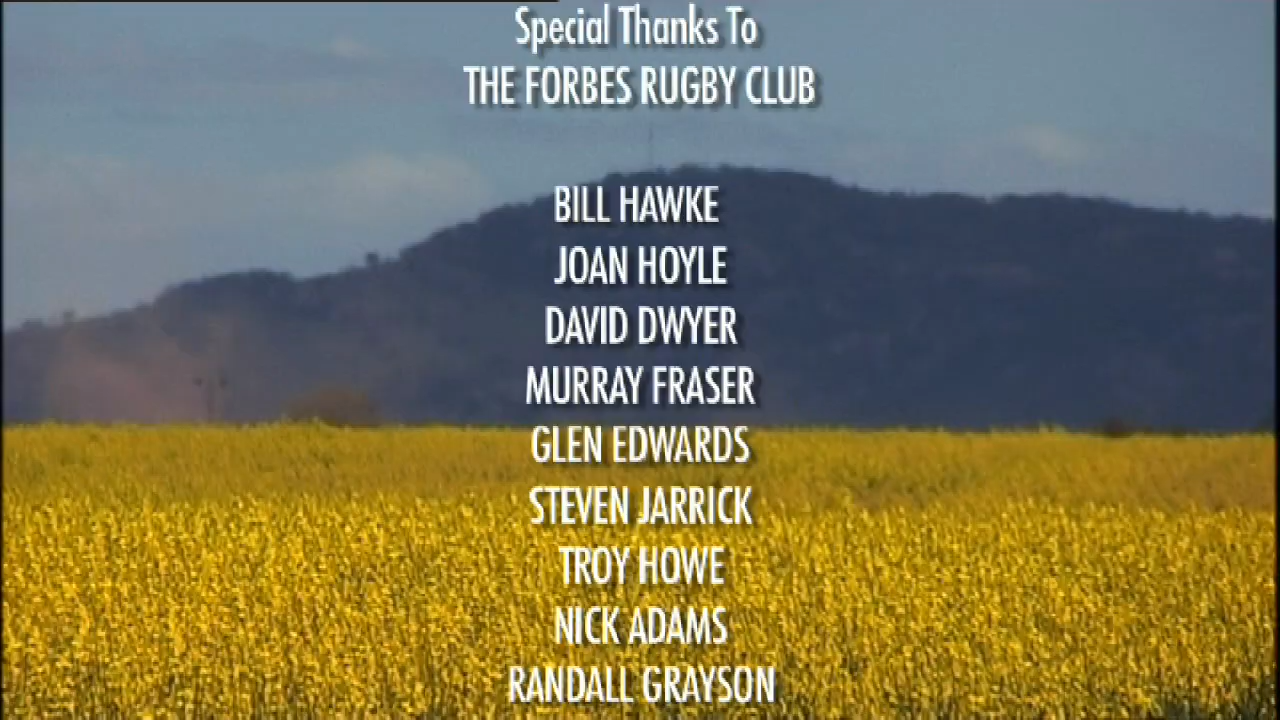 Special Thanks To
THE FORBES RUGBY CLUB
BILL HAWKE
JOAN HOYLE
DAVID DWYER
MURRAY FRASER
GLEN EDWARDS
STEVEN JARRICK
TROY HOWE
NICK ADAMS
RANDALL GRAYSON